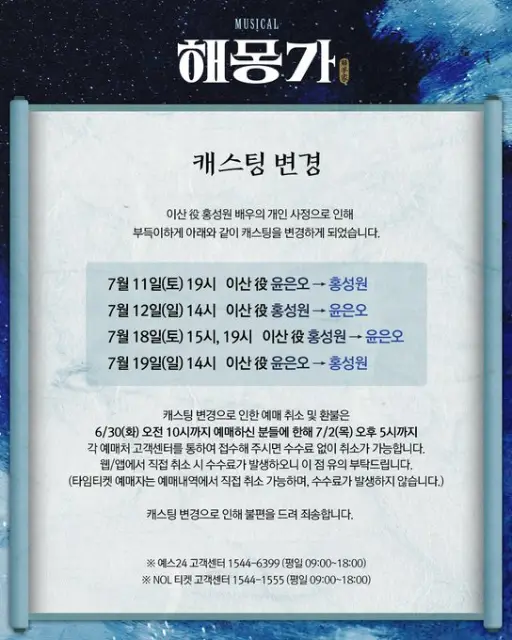 MUSICAL
해몽가
캐스팅 변경
이산 役 홍성원 배우의 개인 사정으로 인해
부득이하게 아래와 같이 캐스팅을 변경하게 되었습니다.
7월 11일(토) 19시 이산 役 윤은오 → 홍성원
7월 12일(일) 14시 이산 役 홍성원 → 윤은오
7월 18일(토) 15시, 19시 이산 役 홍성원 → 윤은오
7월 19일(일) 14시 이산 役 윤은오 → 홍성원
캐스팅 변경으로 인한 예매 취소 및 환불은
6/30(화) 오전 10시까지 예매하신 분들에 한해 7/2(목) 오후 5시까지
각 예매처 고객센터를 통하여 접수해 주시면 수수료 없이 취소가 가능합니다.
웹/앱에서 직접 취소 시 수수료가 발생하오니 이 점 유의 부탁드립니다.
(타임티켓 예매자는 예매내역에서 직접 취소 가능하며, 수수료가 발생하지 않습니다.)
캐스팅 변경으로 인해 불편을 드려 죄송합니다.
※ 예스24 고객센터 1544-6399 (평일 09:00~18:00)
※ NOL 티켓 고객센터 1544-1555 (평일 09:00~18:00)